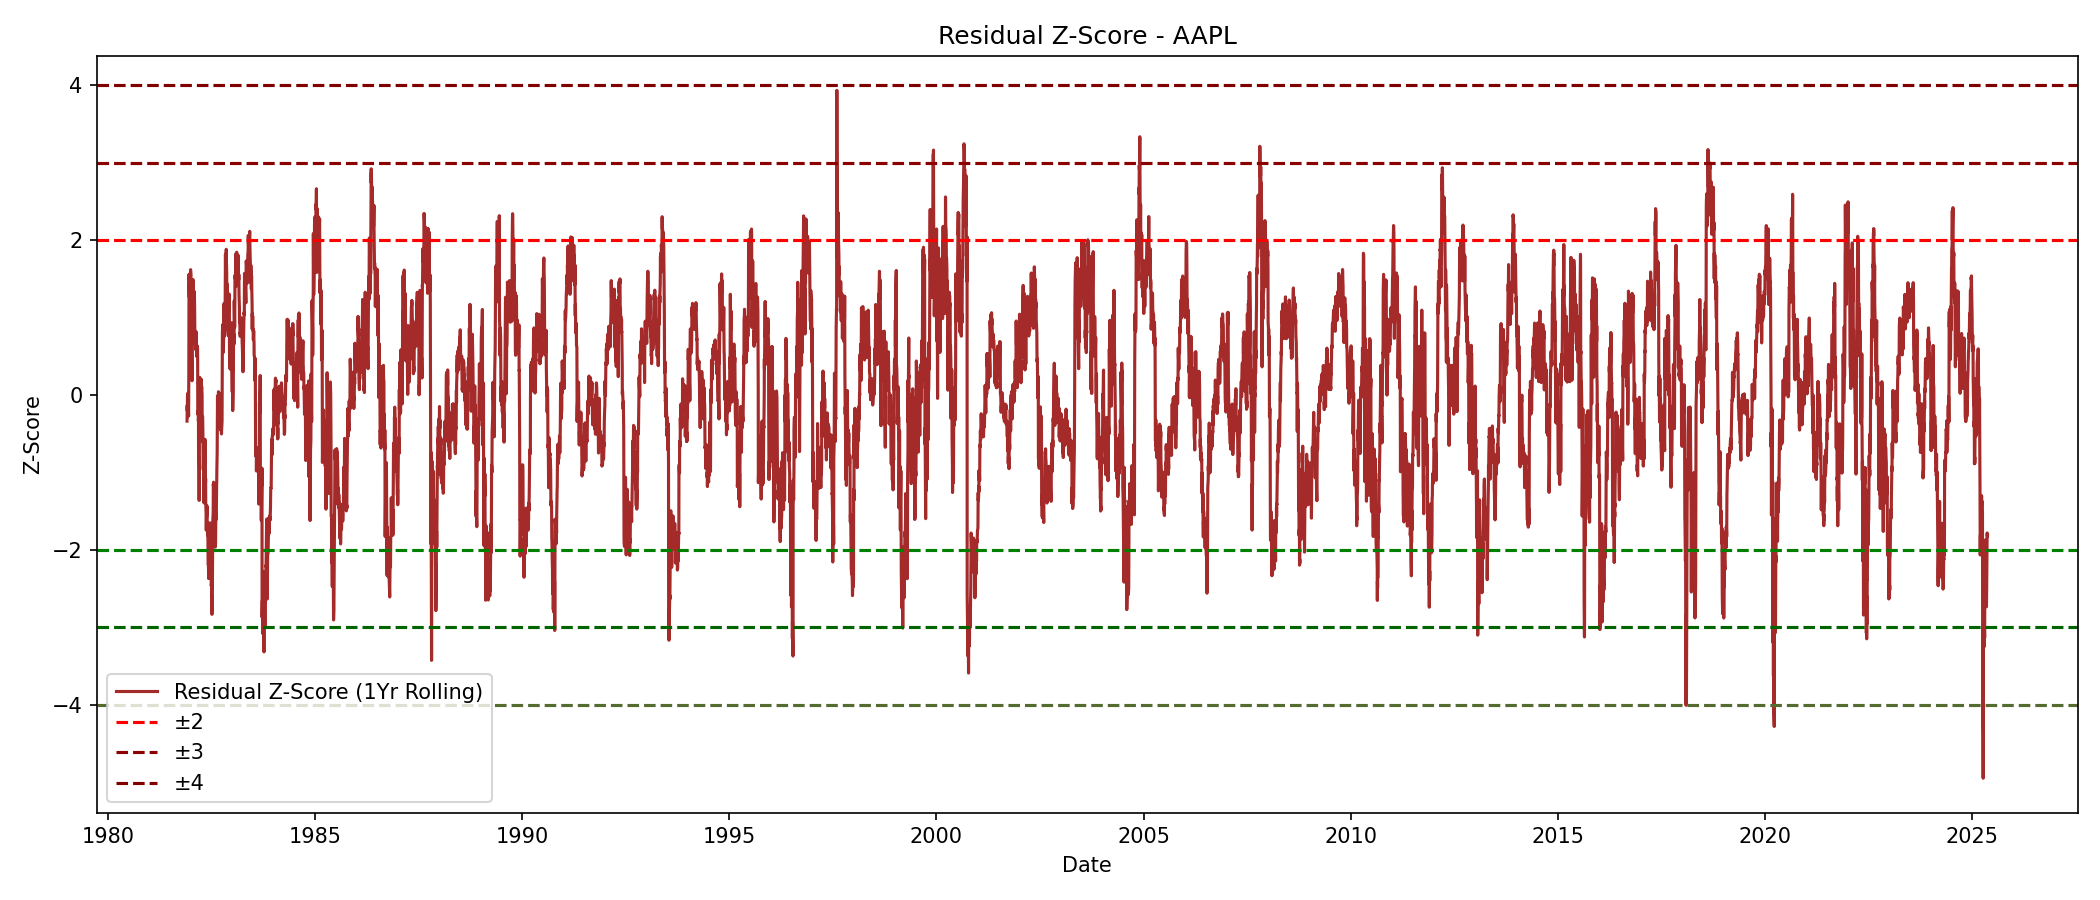 Residual Z-Score - AAPL
4
2
0
−2
−4
Z-Score
Residual Z-Score (1Yr Rolling)
±2
±3
±4
1980 1985 1990 1995 2000 2005 2010 2015 2020 2025
Date